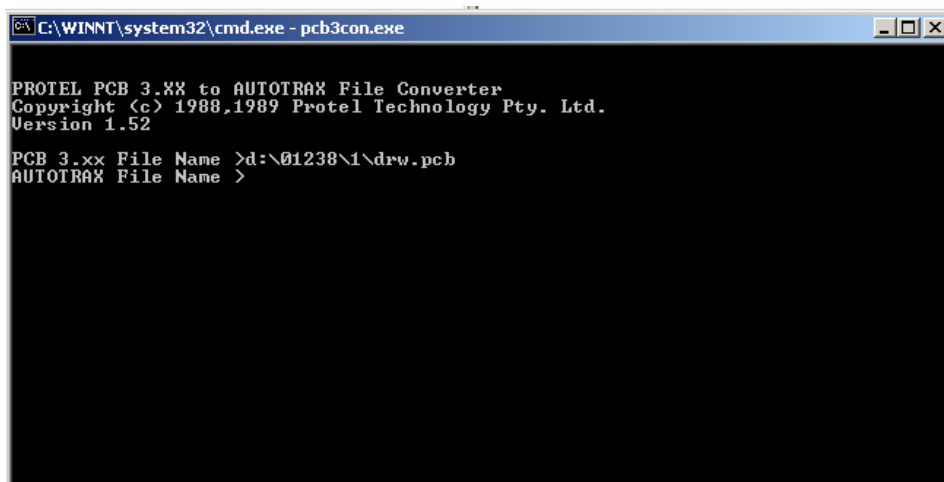 C:\WINNT\system32\cmd.exe - pcb3con.exe
PROTEL PCB 3.XX to AUTOTRAX File Converter
Copyright (c) 1988,1989 Protel Technology Pty. Ltd.
Version 1.52
PCB 3.xx File Name >d:\01238\1\drw.pcb
AUTOTRAX File Name >